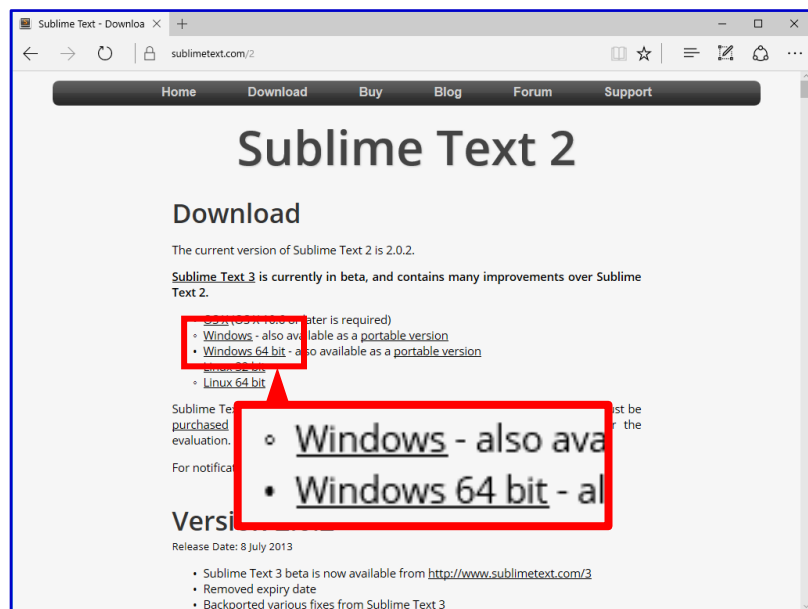 Sublime Text - Downloa
sublimetext.com/2
Home Download Buy Blog Forum Support
Sublime Text 2
Download
The current version of Sublime Text 2 is 2.0.2.
Sublime Text 3 is currently in beta, and contains many improvements over Sublime
Text 2.
later is required)
Windows - also available as a portable version
Windows 64 bit - also available as a portable version
Linux 64 bit
Sublime Te
st be
purchased
the
evaluation.
For notificat
Windows - also ava
Windows 64 bit - al
Release Date: 8 July 2013
Sublime Text 3 beta is now available from http://www.sublimetext.com/3
Removed expiry date
Backported various fixes from Sublime Text 3